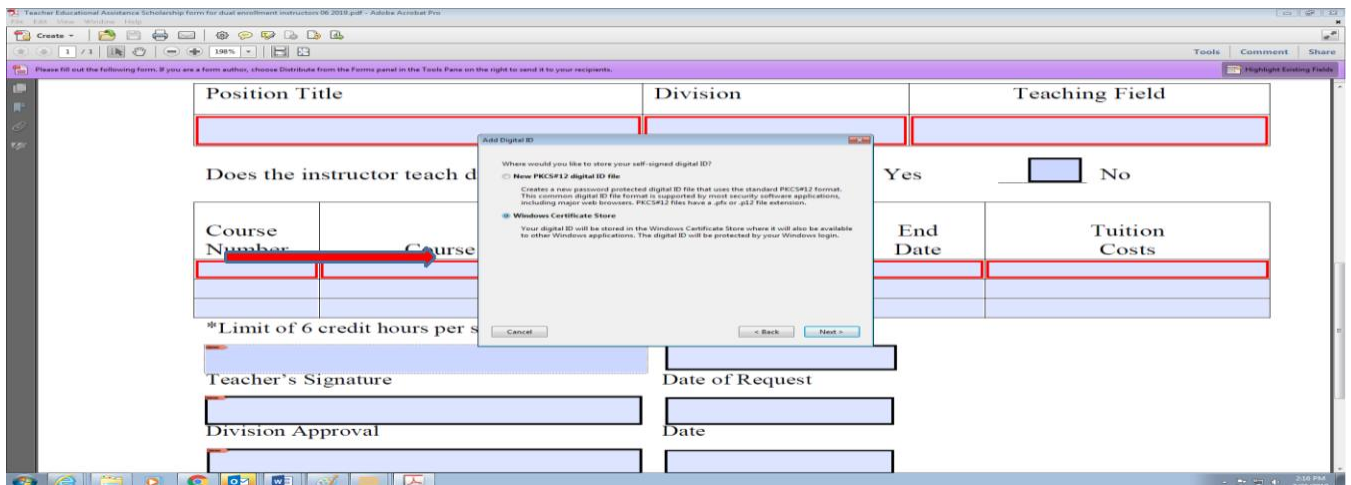 Teacher Educational Assistance Scholarship form for dual enrollment instructors 06 2018.pdf - Adobe Acrobat Pro
File Edit View Window Help
Create
1 / 1 198% Tools Comment Share
Please fill out the following form. If you are a form author, choose Distribute from the Forms panel in the Tools Pane on the right to send it to your recipients. Highlight Existing Fields
Position Title Division Teaching Field
Add Digital ID
Where would you like to store your self-signed digital ID?
New PKCS#12 digital ID file
Creates a new password protected digital ID file that uses the standard PKCS#12 format.
This common digital ID file format is supported by most security software applications,
including major web browsers. PKCS#12 files have a .pfx or .p12 file extension.
Windows Certificate Store
Your digital ID will be stored in the Windows Certificate Store where it will also be available
to other Windows applications. The digital ID will be protected by your Windows login.
Cancel < Back Next >
Does the instructor teach d Yes No
Course End Tuition
Number Course Date Costs
*Limit of 6 credit hours per s
Teacher's Signature Date of Request
Division Approval Date
2:16 PM